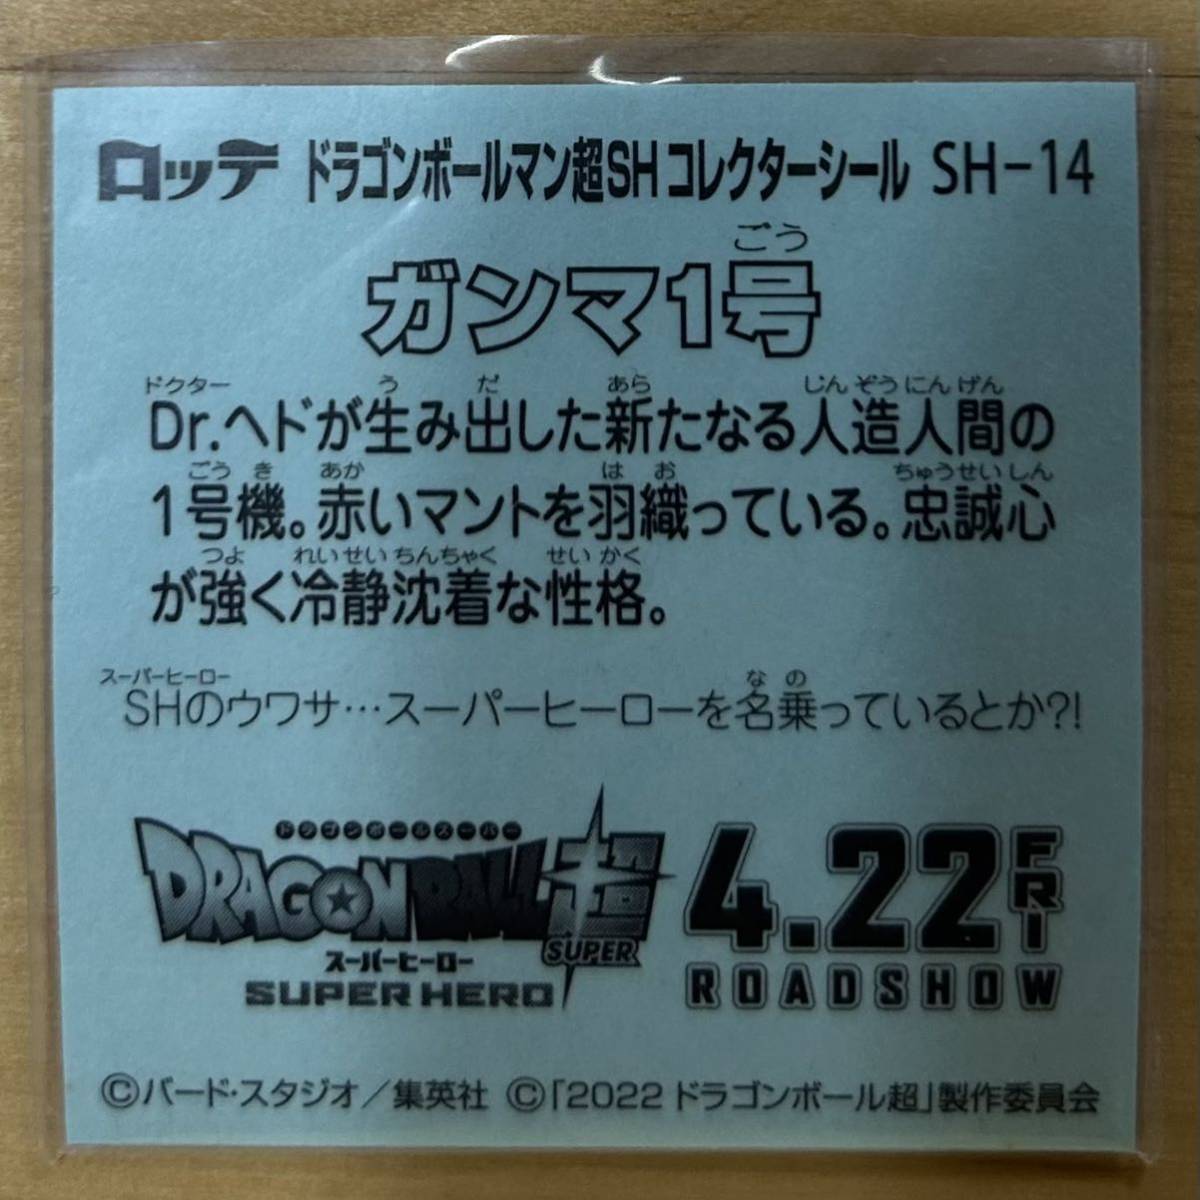 ロッテ ドラゴンボールマン超SHコレクターシール SH-14
ごう
ガンマ1号
ドクター う だ あら じんぞうにんげん
Dr.ヘドが生み出した新たなる人造人間の
ごうき あか はお ちゅうせいしん
1号機。赤いマントを羽織っている。忠誠心
つよ れいせいちんちゃく せいかく
が強く冷静沈着な性格。
スーパーヒーロー なの
SHのウワサ…スーパーヒーローを名乗っているとか?!
ドラゴンボールスーパー
DRAGON BALL超
SUPER
スーパーヒーロー
SUPER HERO
4.22 FRI
ROADSHOW
©バード・スタジオ/集英社 ©「2022 ドラゴンボール超」製作委員会